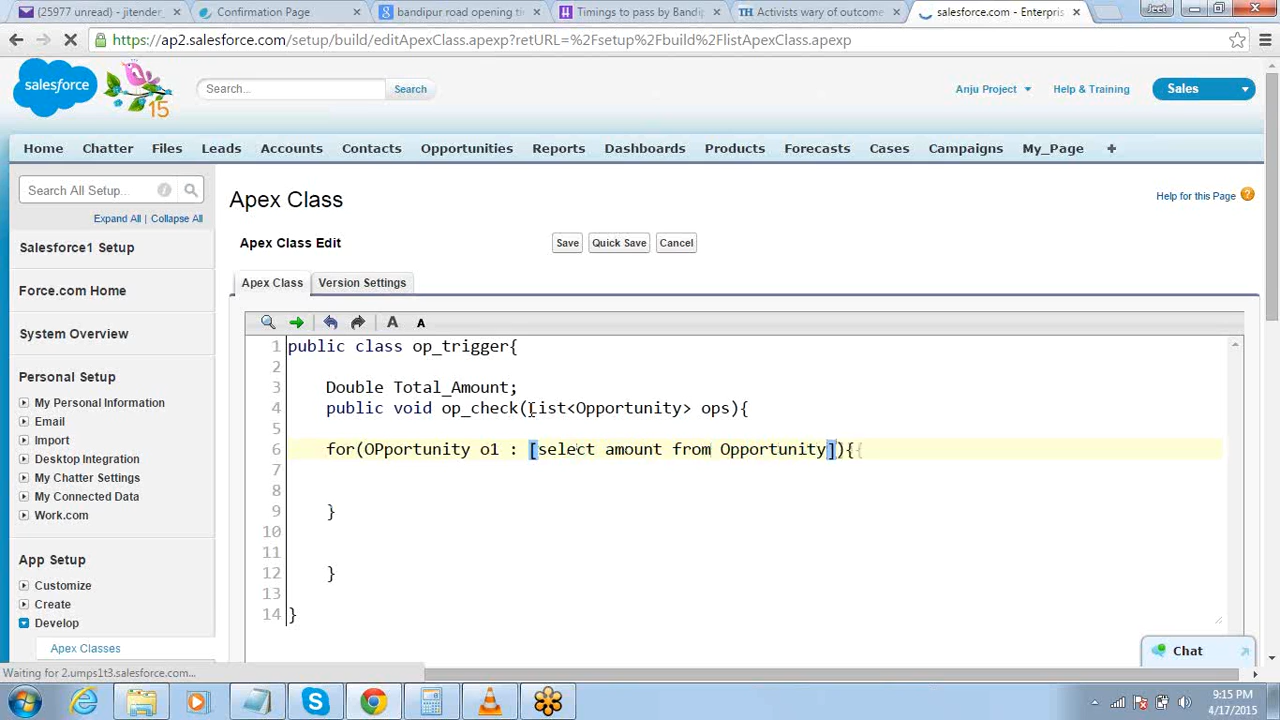 (25977 unread) - jitender_
Confirmation Page
bandipur road opening tim
Timings to pass by Bandip
TH Activists wary of outcome
salesforce.com - Enterpris
Jeet
https://ap2.salesforce.com/setup/build/editApexClass.apexp?retURL=%2Fsetup%2Fbuild%2FlistApexClass.apexp
salesforce
15
Search...
Search
Anju Project
Help & Training
Sales
Home Chatter Files Leads Accounts Contacts Opportunities Reports Dashboards Products Forecasts Cases Campaigns My_Page +
Search All Setup...
Expand All | Collapse All
Salesforce1 Setup
Force.com Home
System Overview
Personal Setup
My Personal Information
Email
Import
Desktop Integration
My Chatter Settings
My Connected Data
Work.com
App Setup
Customize
Create
Develop
Apex Classes
Apex Class
Help for this Page
Apex Class Edit
Save Quick Save Cancel
Apex Class Version Settings
A A
1 public class op_trigger{
2
3 Double Total_Amount;
4 public void op_check(List<Opportunity> ops){
5
6 for(OPportunity o1 : [select amount from Opportunity]){{
7
8
9 }
10
11
12 }
13
14 }
Chat
Waiting for 2.umps1t3.salesforce.com...
9:15 PM
4/17/2015